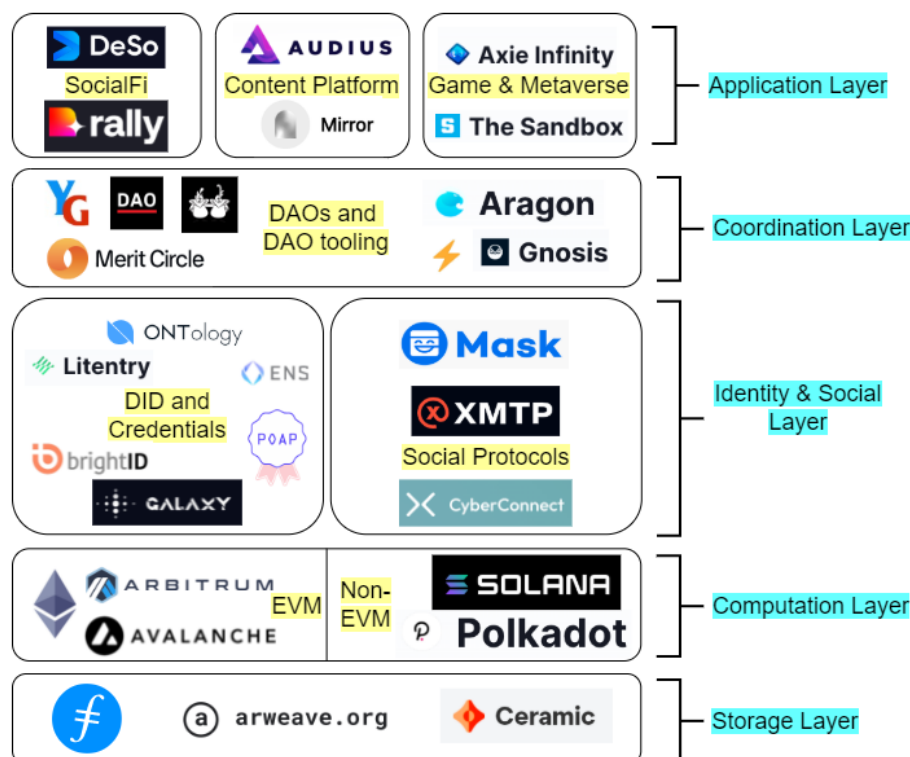 DeSo
SocialFi
rally
AUDIUS
Content Platform
Mirror
Axie Infinity
Game & Metaverse
The Sandbox
Application Layer
YG
DAO
Merit Circle
DAOs and
DAO tooling
Aragon
Gnosis
Coordination Layer
ONTology
Litentry
ENS
DID and
Credentials
POAP
brightID
GALAXY
Mask
XMTP
Social Protocols
CyberConnect
Identity & Social
Layer
ARBITRUM
EVM
AVALANCHE
Non-
EVM
SOLANA
Polkadot
Computation Layer
a arweave.org
Ceramic
Storage Layer